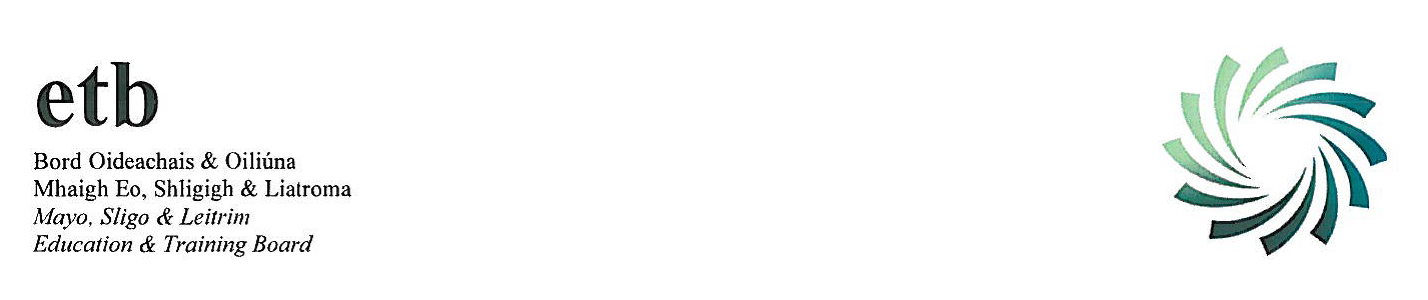 etb
Bord Oideachais & Oiliúna
Mhaigh Eo, Shligigh & Liatroma
Mayo, Sligo & Leitrim
Education & Training Board